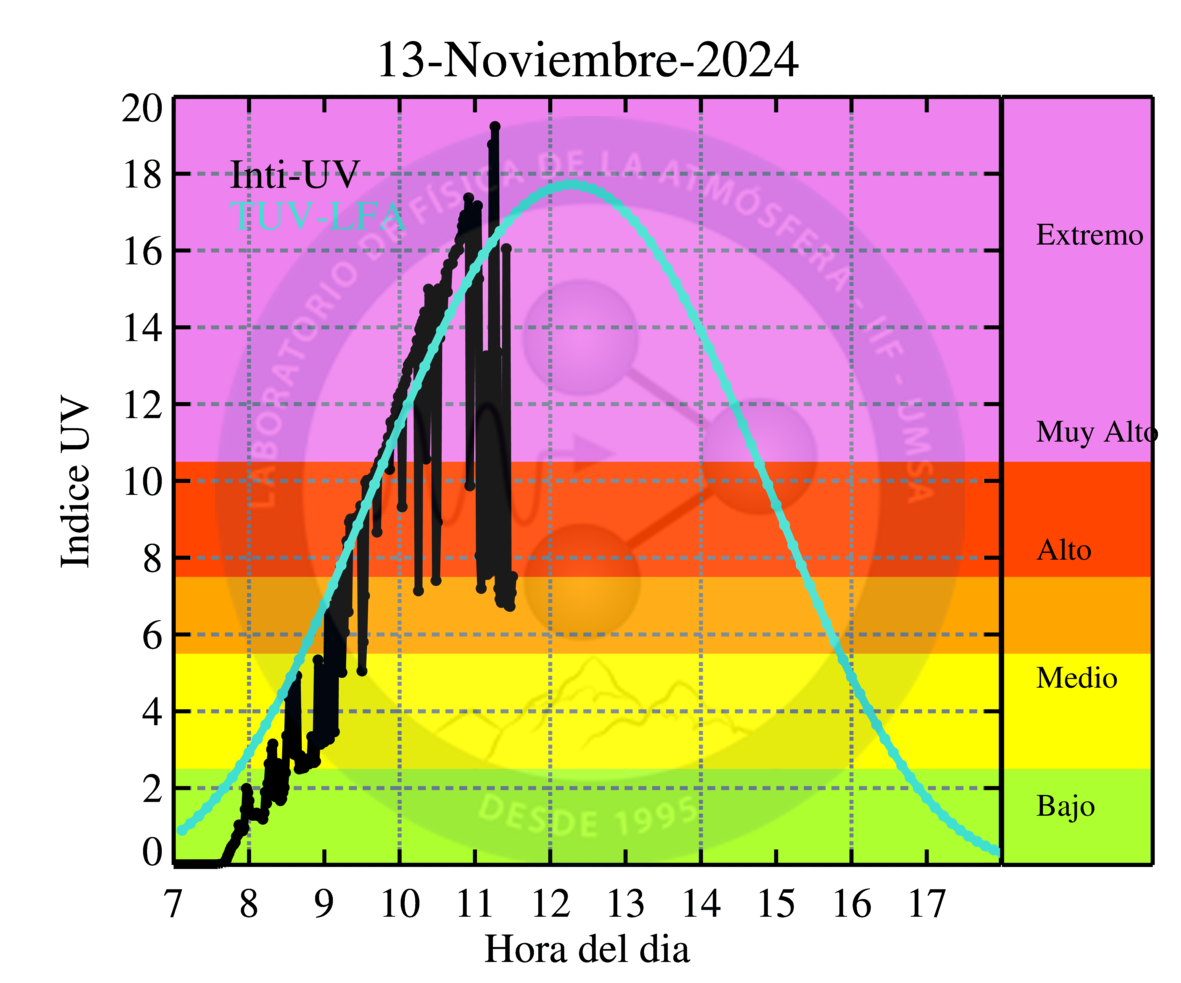 13-Noviembre-2024
20
18
16
14
12
10
8
6
4
2
0
Indice UV
Inti-UV
TUV-LFA
LABORATORIO DE FÍSICA DE LA ATMÓSFERA - IIF - UMSA
DESDE 1995
Extremo
Muy Alto
Alto
Medio
Bajo
7 8 9 10 11 12 13 14 15 16 17
Hora del dia